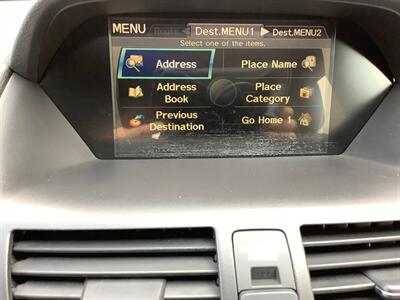 MENU
Route
Dest.MENU1
Dest.MENU2
Select one of the items.
Address
Place Name
Address
Book
Place
Category
Previous
Destination
Go Home 1